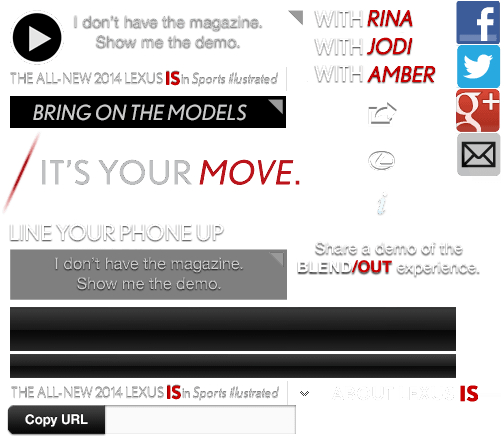 I don't have the magazine.
Show me the demo.
WITH RINA
WITH JODI
WITH AMBER
THE ALL-NEW 2014 LEXUS IS In Sports Illustrated
BRING ON THE MODELS
IT'S YOUR MOVE.
LINE YOUR PHONE UP
I don't have the magazine.
Show me the demo.
Share a demo of the
BLEND/OUT experience.
THE ALL-NEW 2014 LEXUS IS In Sports Illustrated
ABOUT LEXUS IS
Copy URL
f
g+
i